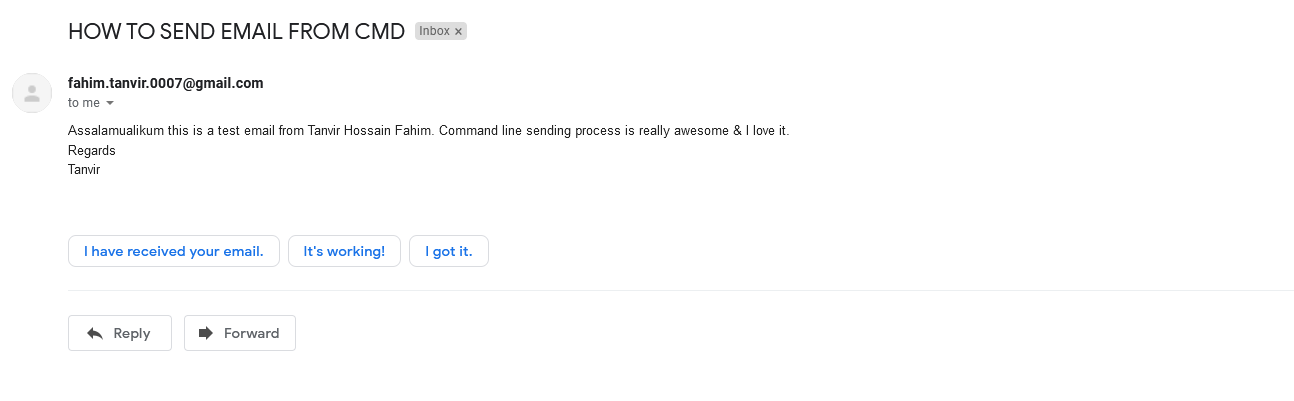 HOW TO SEND EMAIL FROM CMD Inbox ×
fahim.tanvir.0007@gmail.com
to me
Assalamualikum this is a test email from Tanvir Hossain Fahim. Command line sending process is really awesome & I love it.
Regards
Tanvir
I have received your email. It's working! I got it.
Reply Forward